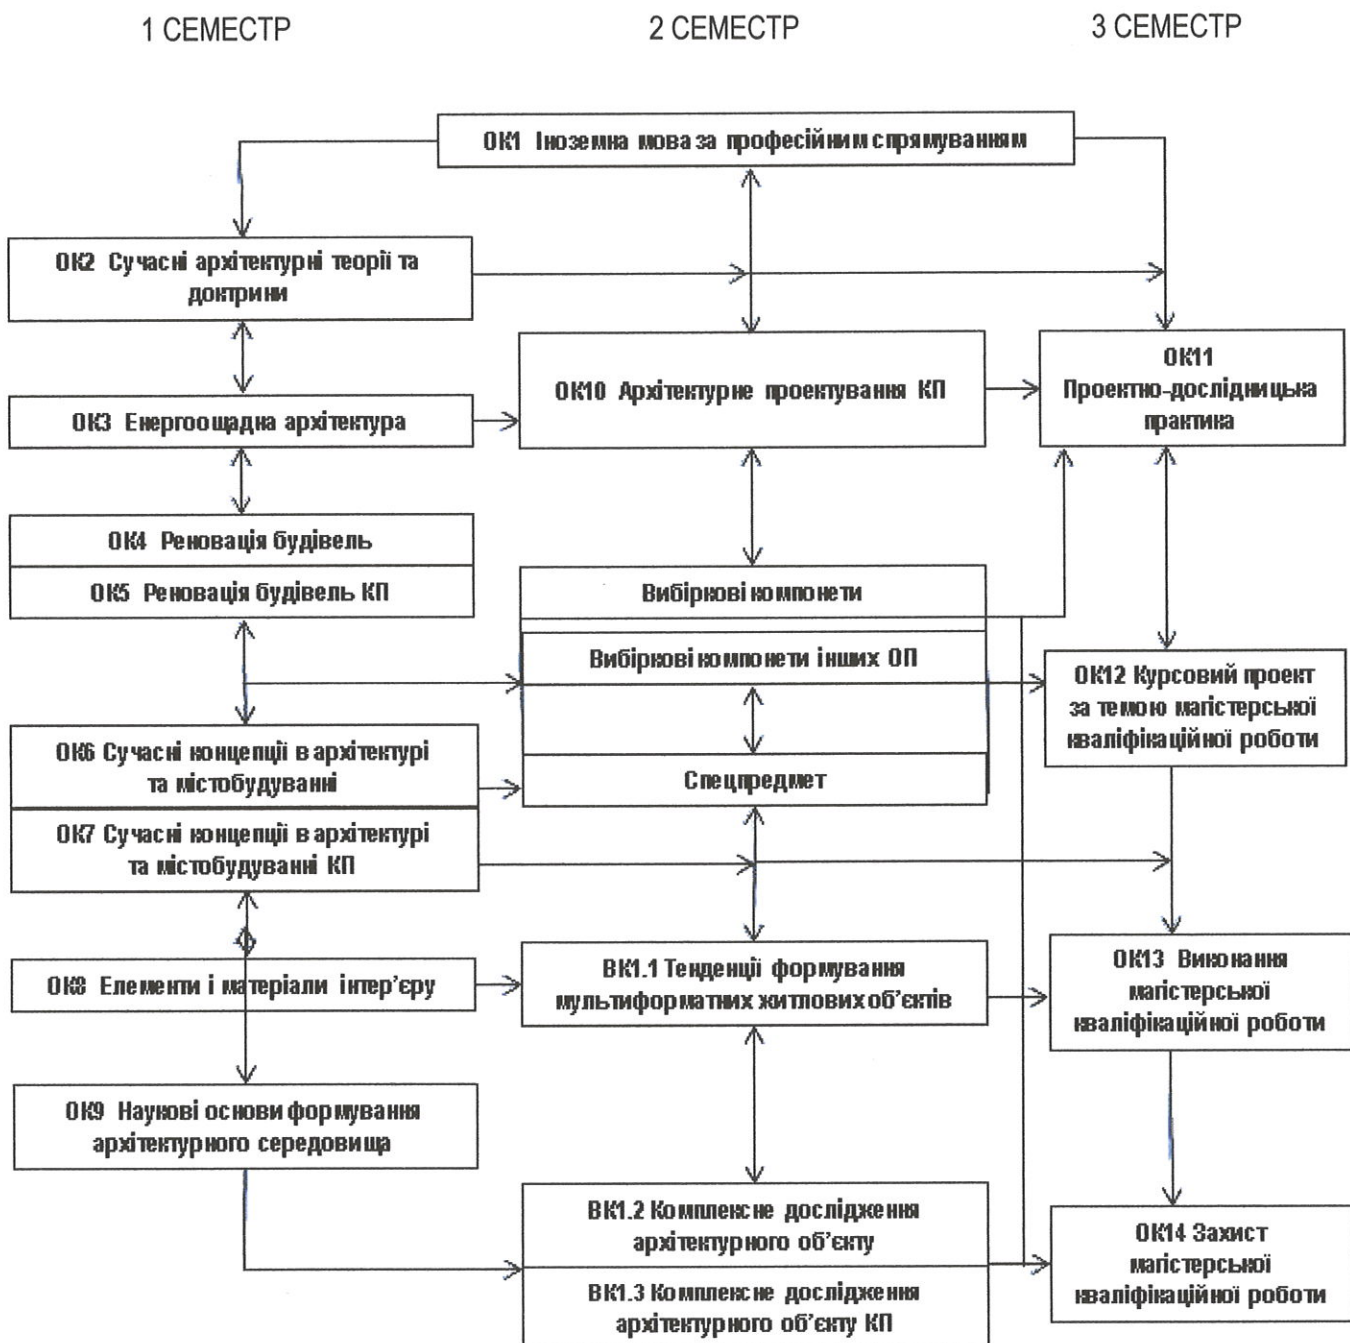 1 СЕМЕСТР
2 СЕМЕСТР
3 СЕМЕСТР
ОК1 Іноземна мова за професійним спрямуванням
ОК2 Сучасні архітектурні теорії та
доктрини
ОК3 Енергоощадна архітектура
ОК4 Реновація будівель
ОК5 Реновація будівель КП
ОК6 Сучасні концепції в архітектурі
та містобудуванні
ОК7 Сучасні концепції в архітектурі
та містобудуванні КП
ОК8 Елементи і матеріали інтер'єру
ОК9 Наукові основи формування
архітектурного середовища
ОК10 Архітектурне проектування КП
Вибіркові компонети
Вибіркові компонети інших ОП
Спецпредмет
ВК1.1 Тенденції формування
мультиформатних житлових об'єктів
ВК1.2 Комплексне дослідження
архітектурного об'єкту
ВК1.3 Комплексне дослідження
архітектурного об'єкту КП
ОК11
Проектно-дослідницька
практика
ОК12 Курсовий проект
за темою магістерської
кваліфікаційної роботи
ОК13 Виконання
магістерської
кваліфікаційної роботи
ОК14 Захист
магістерської
кваліфікаційної роботи